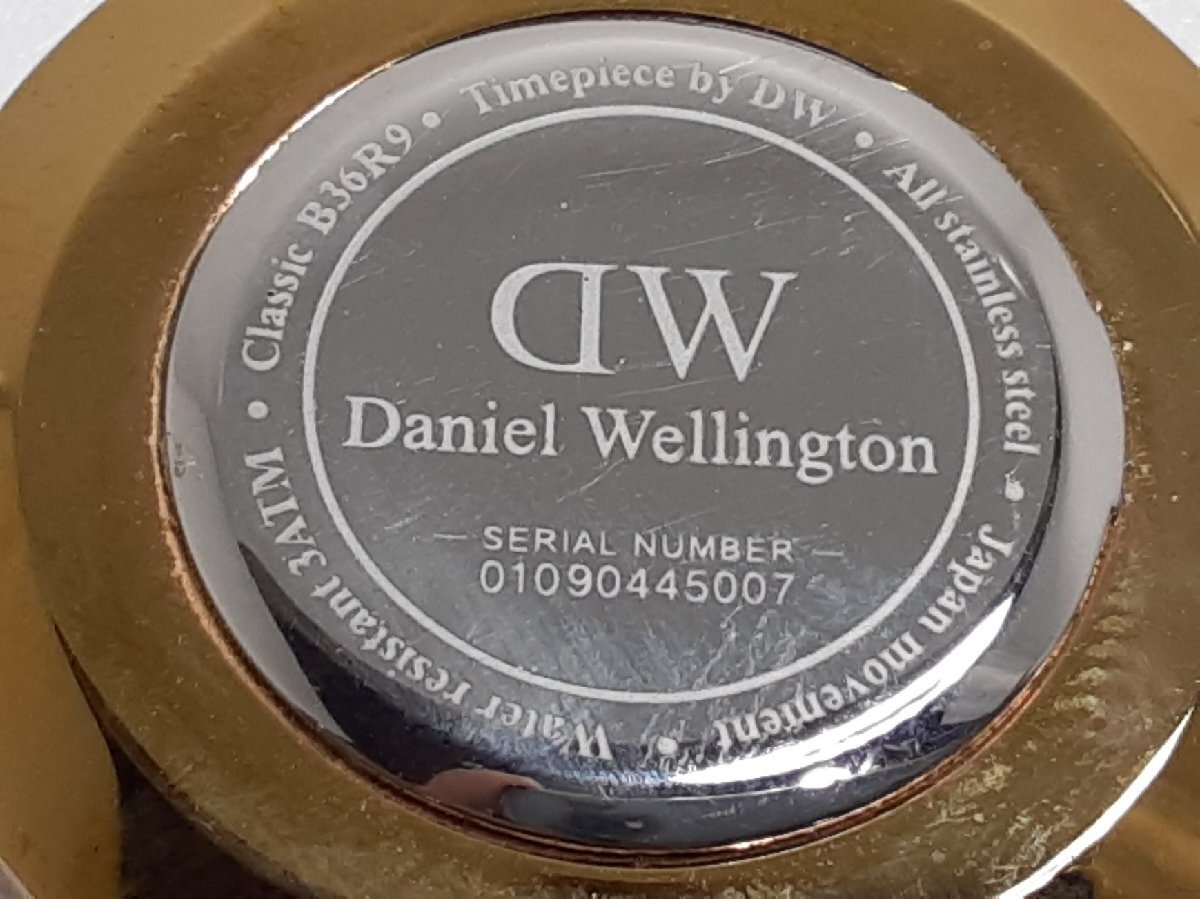 Timepiece by DW • All stainless steel • Japan movement • Water resistant 3ATM • Classic B36R9 •
DW
Daniel Wellington
— SERIAL NUMBER —
01090445007